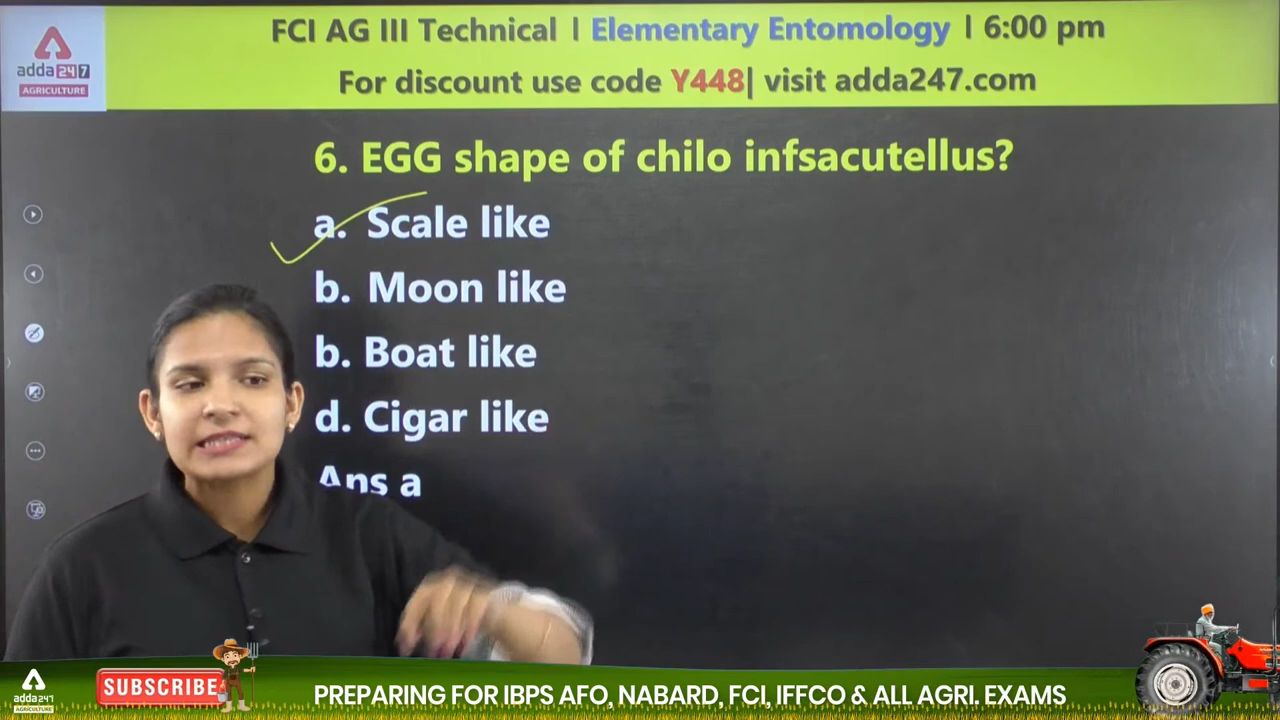 FCI AG III Technical | Elementary Entomology | 6:00 pm
For discount use code Y448| visit adda247.com
adda247
AGRICULTURE
6. EGG shape of chilo infsacutellus?
a. Scale like
b. Moon like
b. Boat like
d. Cigar like
Ans a
adda247
AGRICULTURE
SUBSCRIBE
PREPARING FOR IBPS AFO, NABARD, FCI, IFFCO & ALL AGRI. EXAMS